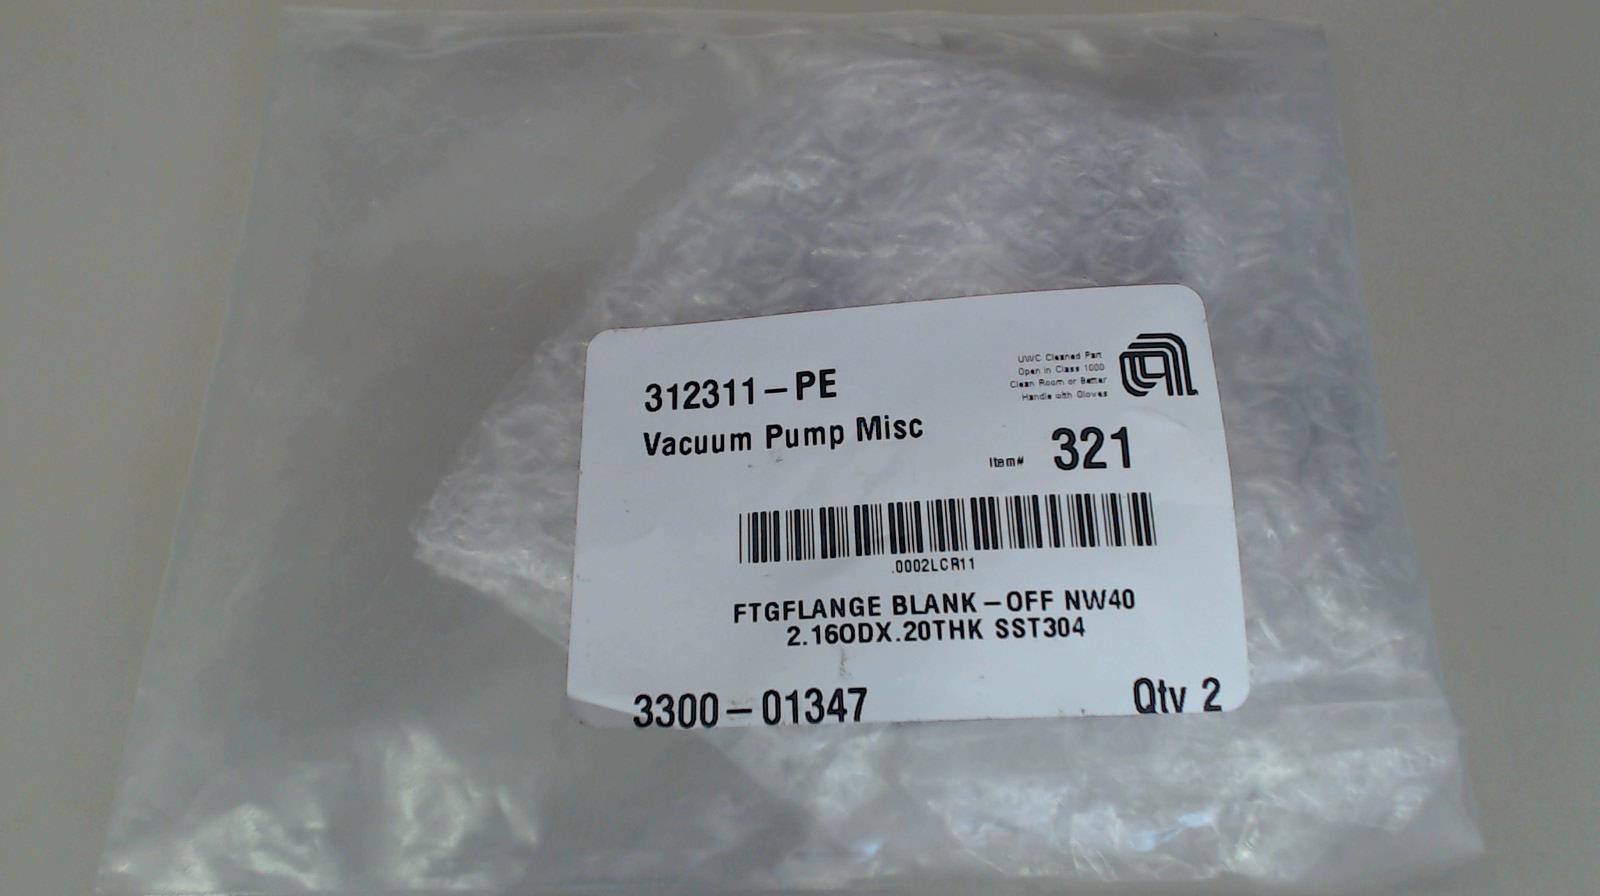 312311-PE
Vacuum Pump Misc
UWC Cleaned Part
Open in Class 1000
Clean Room or Better
Handle with Gloves
Item# 321
.0002LCR11
FTGFLANGE BLANK-OFF NW40
2.16ODX.20THK SST304
3300-01347
Qty 2